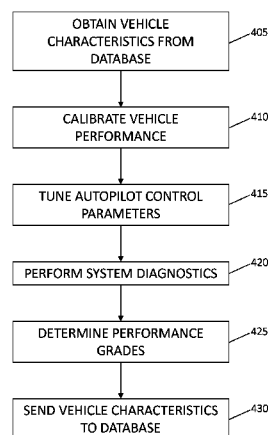 OBTAIN VEHICLE
CHARACTERISTICS FROM
DATABASE
405
CALIBRATE VEHICLE
PERFORMANCE
410
TUNE AUTOPILOT CONTROL
PARAMETERS
415
PERFORM SYSTEM DIAGNOSTICS
420
DETERMINE PERFORMANCE
GRADES
425
SEND VEHICLE CHARACTERISTICS
TO DATABASE
430